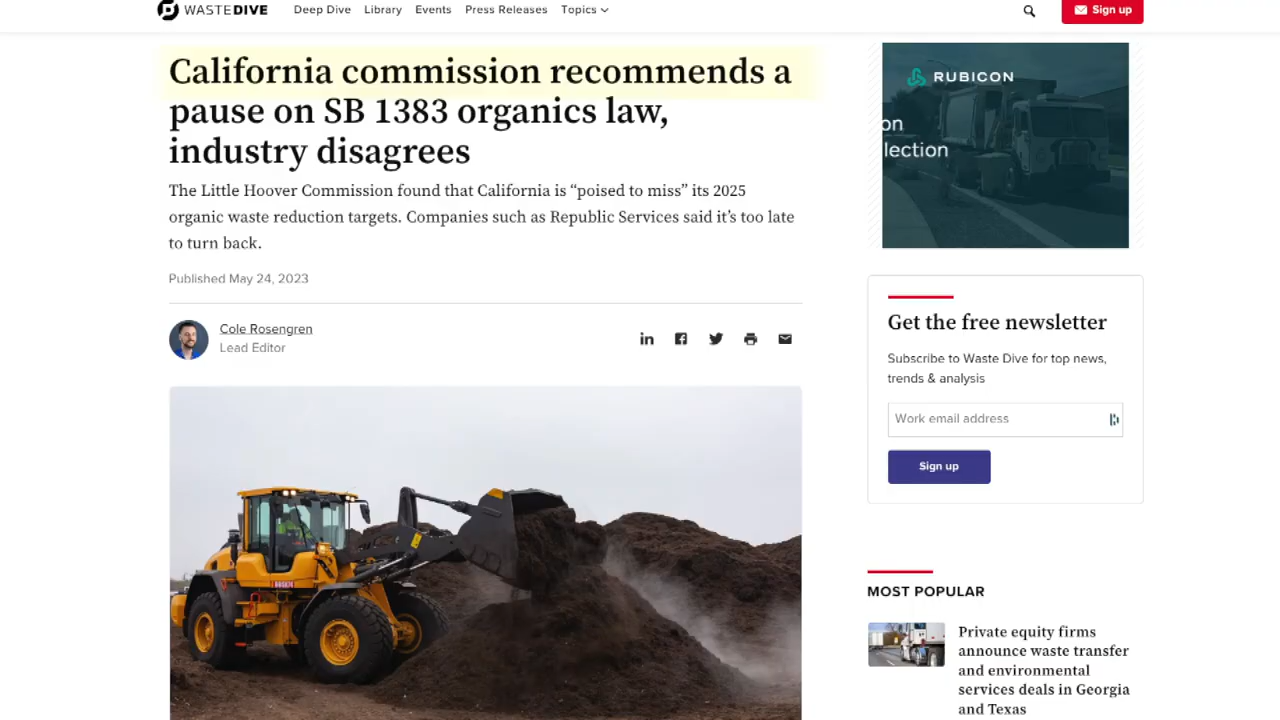 WASTEDIVE Deep Dive Library Events Press Releases Topics Sign up
California commission recommends a
pause on SB 1383 organics law,
industry disagrees
The Little Hoover Commission found that California is “poised to miss” its 2025
organic waste reduction targets. Companies such as Republic Services said it’s too late
to turn back.
Published May 24, 2023
Cole Rosengren
Lead Editor
RUBICON
on
lection
Get the free newsletter
Subscribe to Waste Dive for top news,
trends & analysis
Work email address
Sign up
MOST POPULAR
Private equity firms
announce waste transfer
and environmental
services deals in Georgia
and Texas